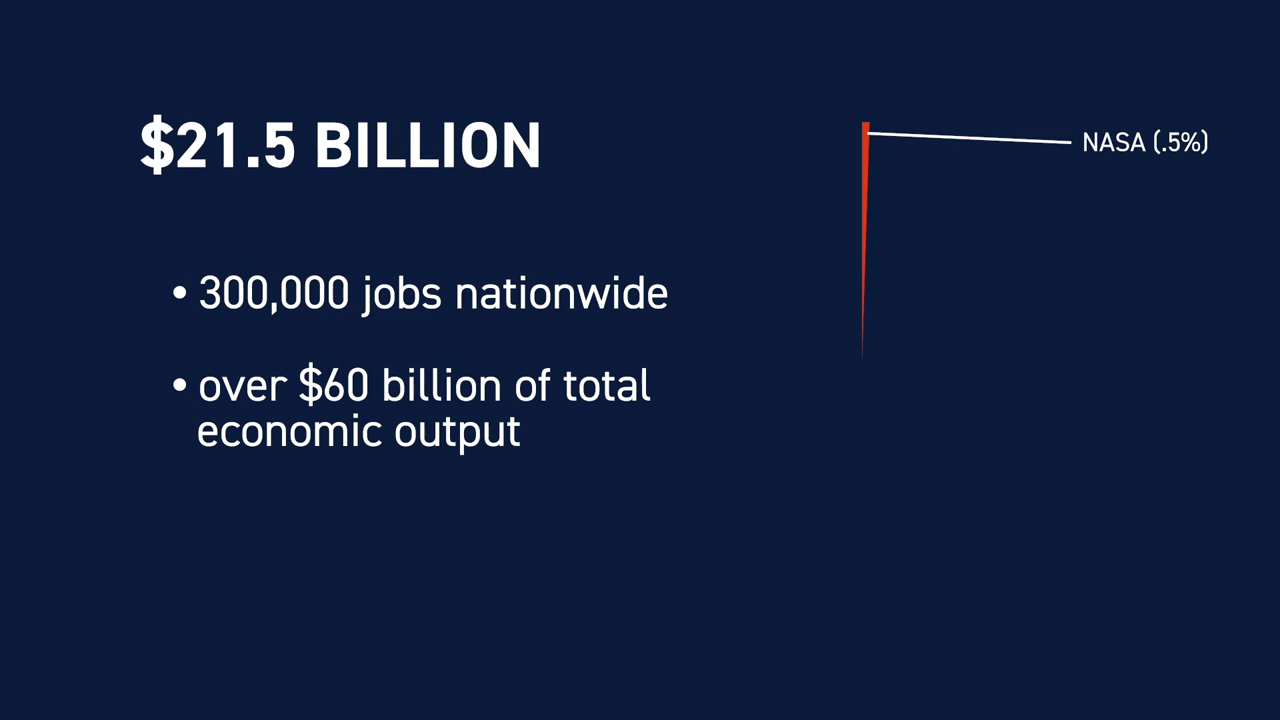 $21.5 BILLION
NASA (.5%)
• 300,000 jobs nationwide
• over $60 billion of total
economic output